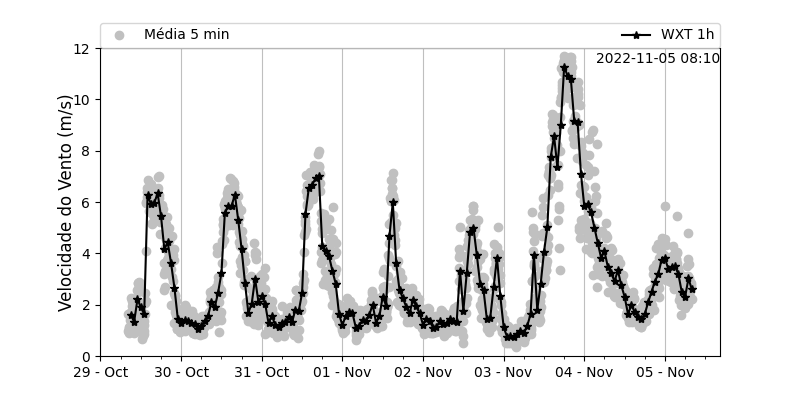 Média 5 min
WXT 1h
2022-11-05 08:10
Velocidade do Vento (m/s)
12
10
8
6
4
2
0
29 - Oct
30 - Oct
31 - Oct
01 - Nov
02 - Nov
03 - Nov
04 - Nov
05 - Nov